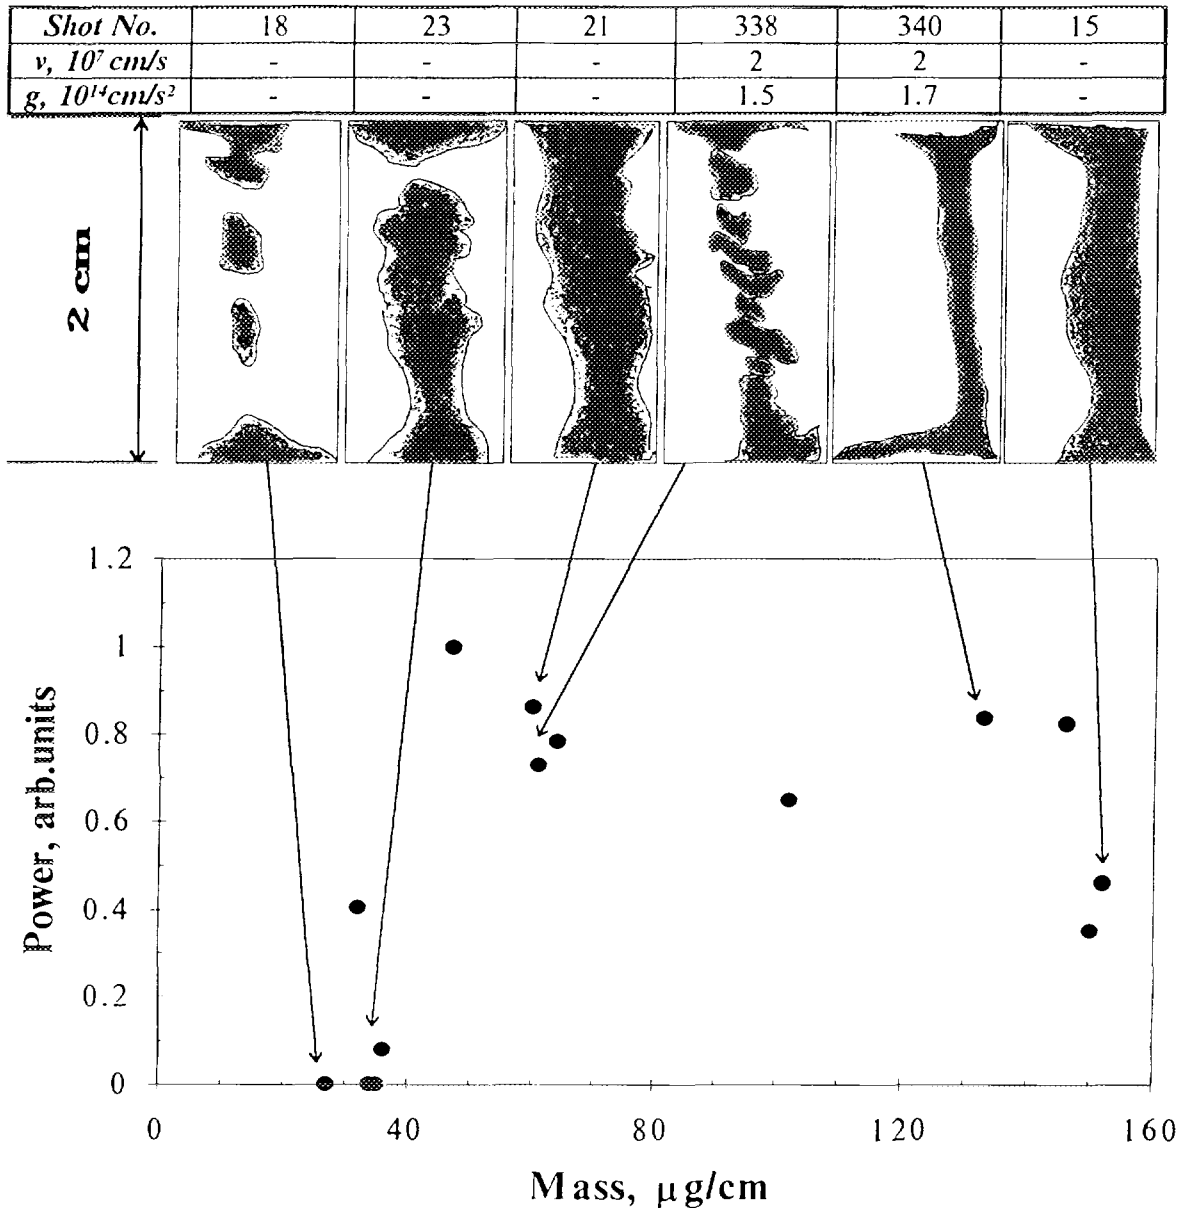 Shot No. 18 23 21 338 340 15
v, 10⁷ cm/s - - - 2 2 -
g, 10¹⁴cm/s² - - - 1.5 1.7 -
2 cm
1.2
1
0.8
0.6
0.4
0.2
0
Power, arb.units
0 40 80 120 160
Mass, μg/cm